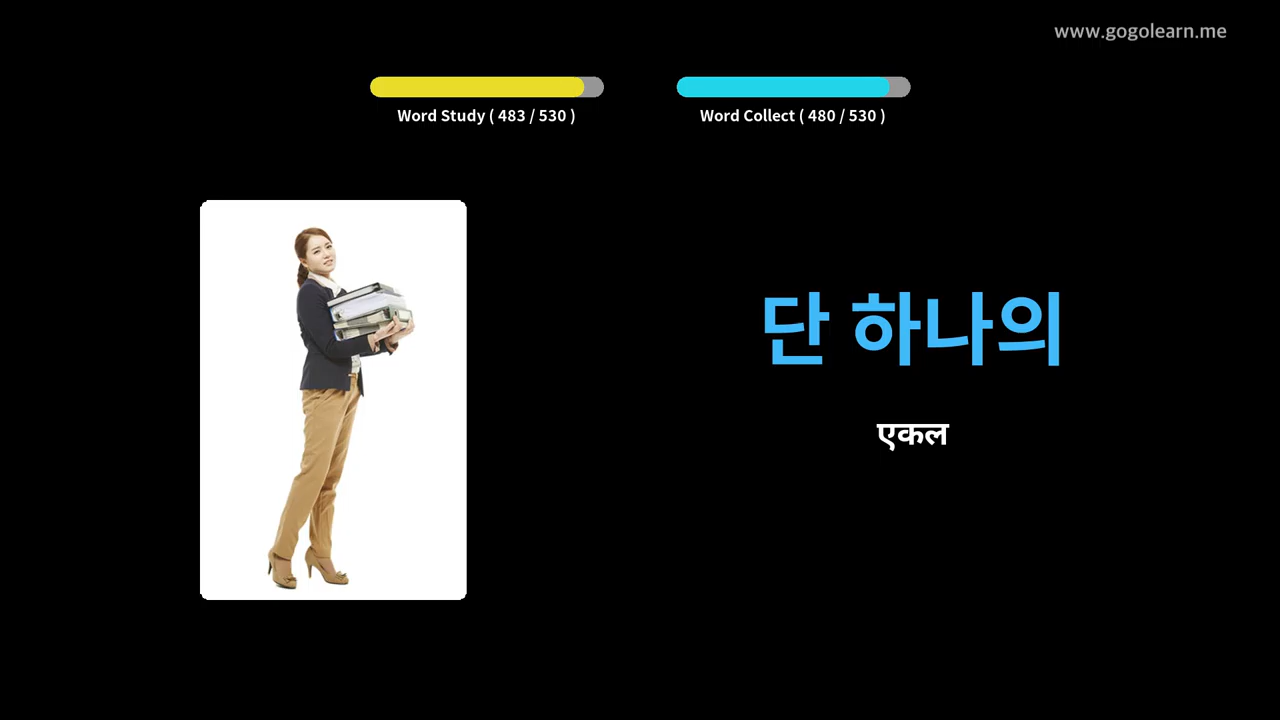 www.gogolearn.me
Word Study ( 483 / 530 )
Word Collect ( 480 / 530 )
단 하나의
एकल